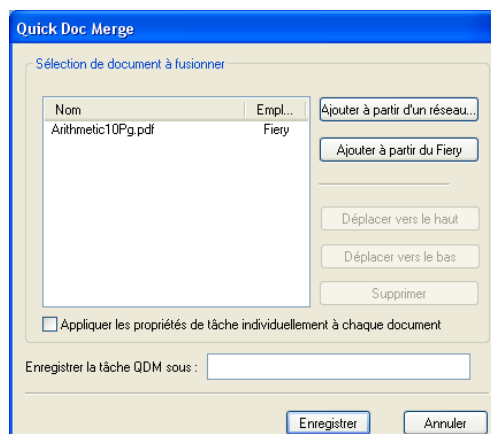 Quick Doc Merge
Sélection de document à fusionner
Nom Empl...
Arithmetic10Pg.pdf Fiery
Ajouter à partir d'un réseau...
Ajouter à partir du Fiery
Déplacer vers le haut
Déplacer vers le bas
Supprimer
Appliquer les propriétés de tâche individuellement à chaque document
Enregistrer la tâche QDM sous :
Enregistrer Annuler